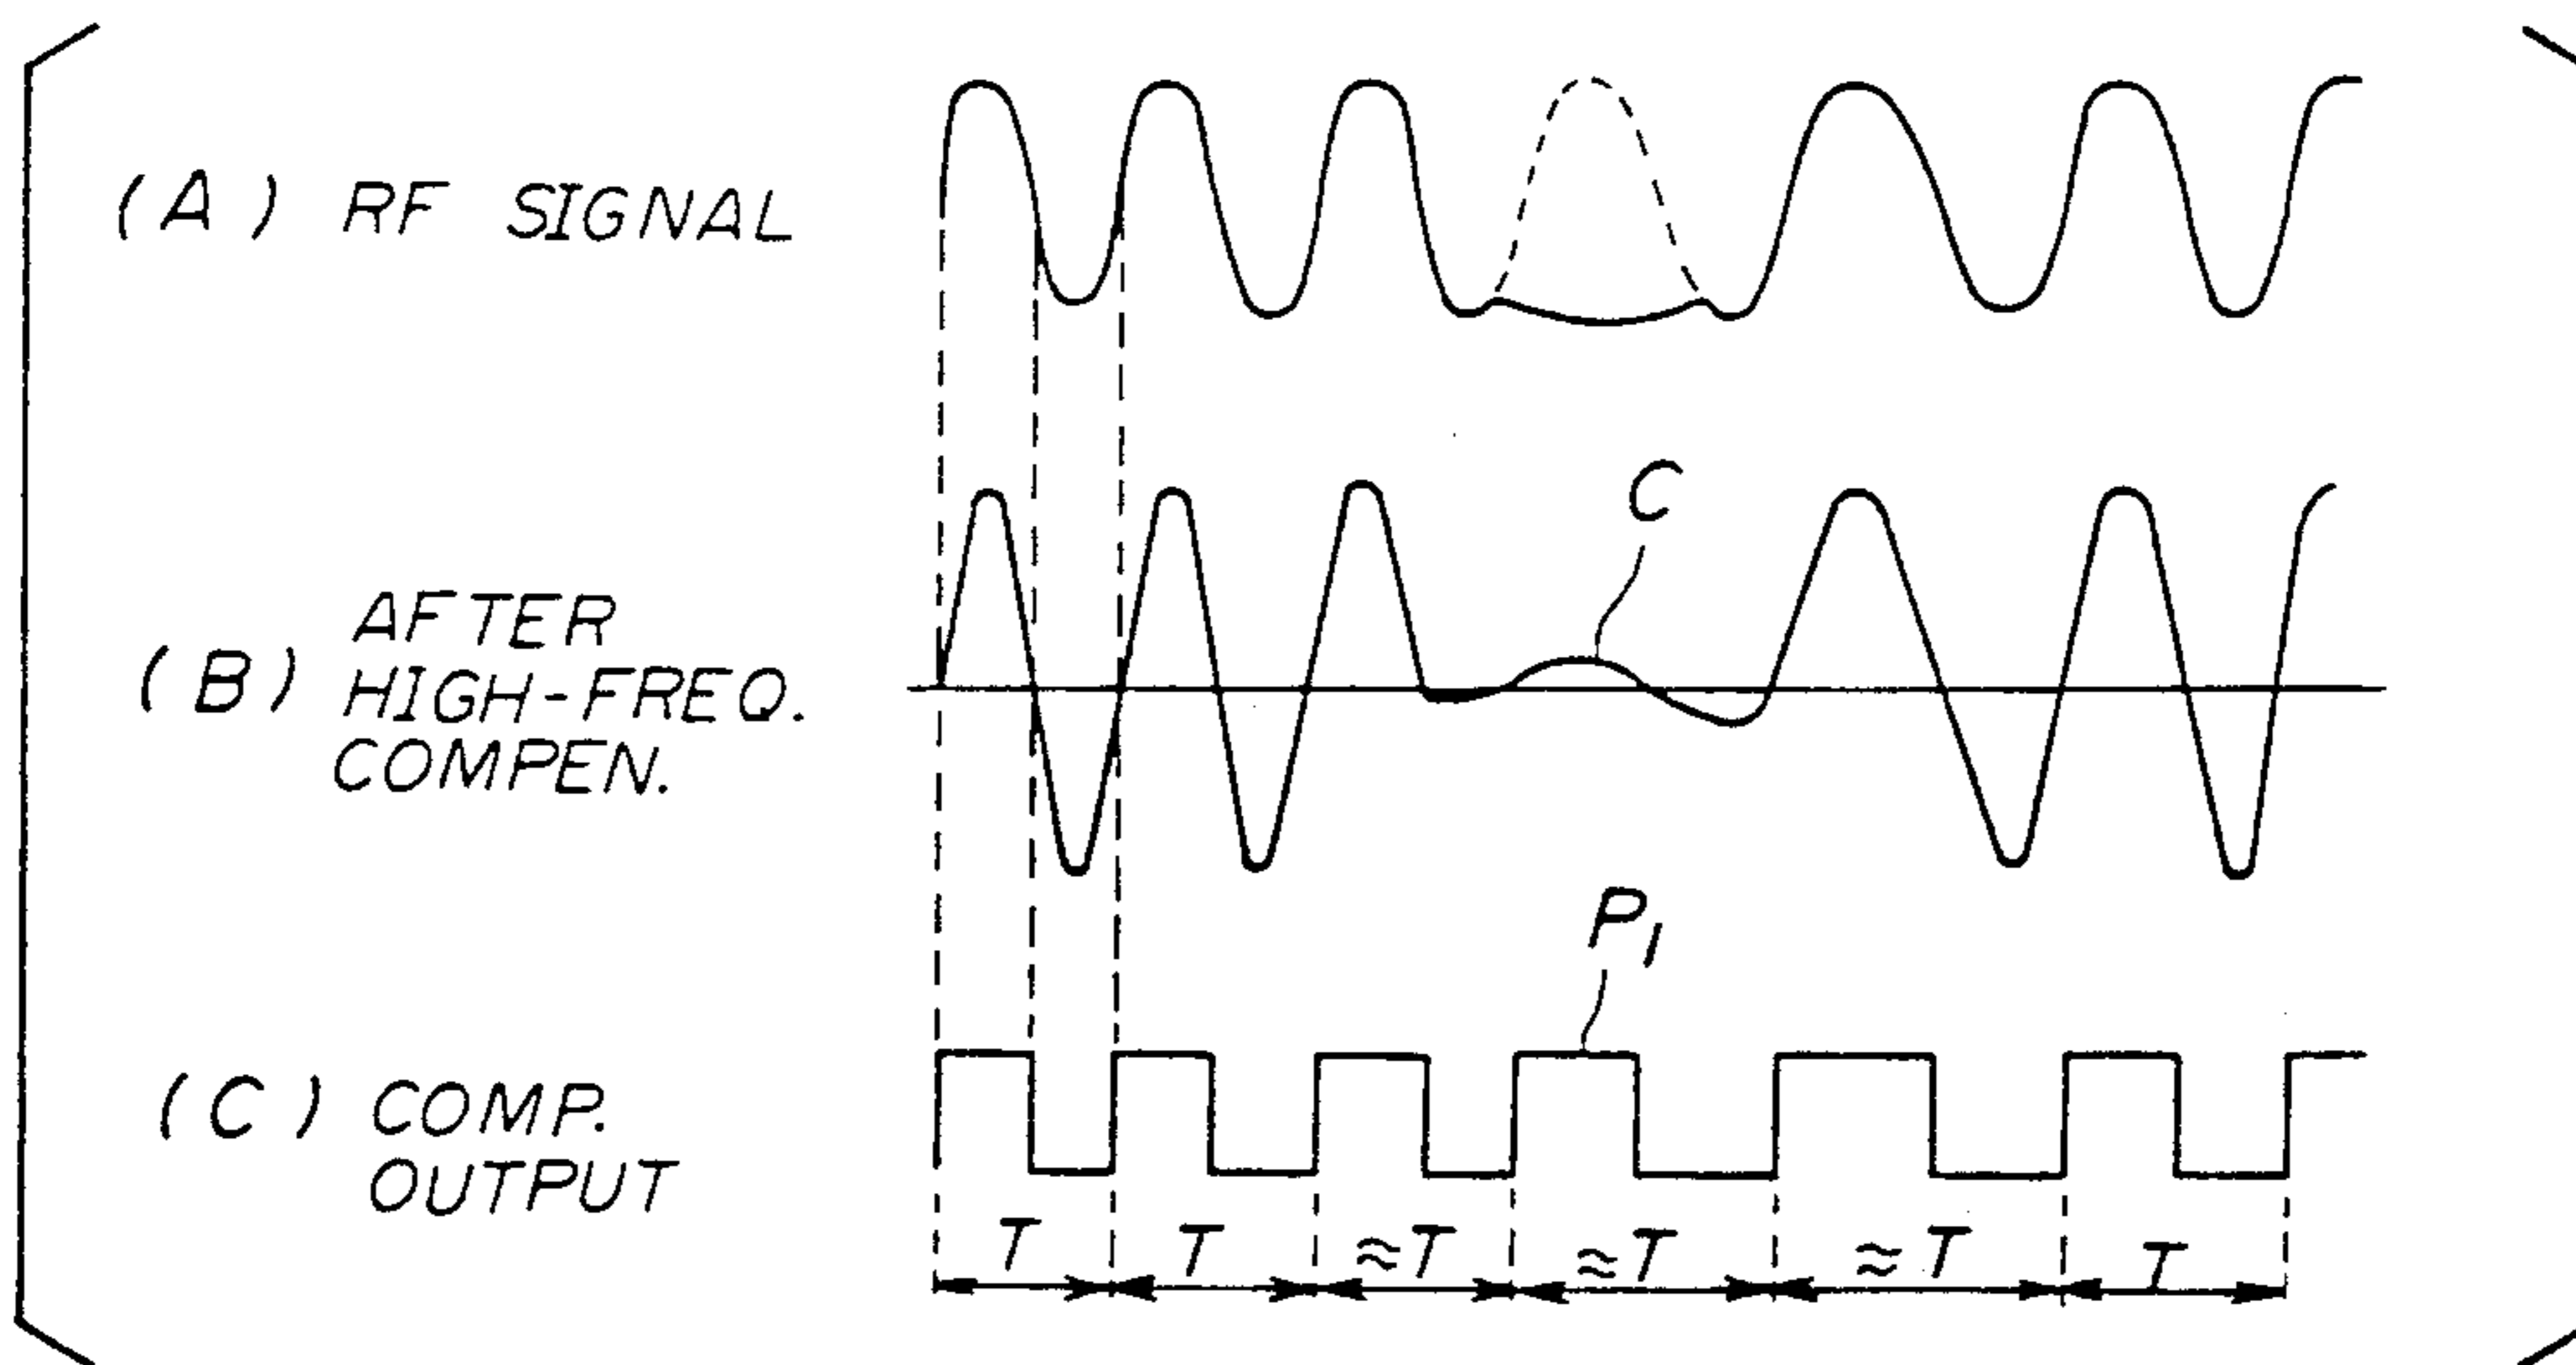 (A) RF SIGNAL
C
(B) AFTER
HIGH-FREQ.
COMPEN.
P1
(C) COMP.
OUTPUT
T T ≈T ≈T ≈T T